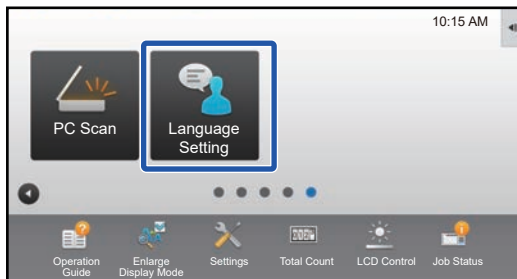 10:15 AM
PC Scan
Language
Setting
Operation
Guide
Enlarge
Display Mode
Settings
Total Count
LCD Control
Job Status